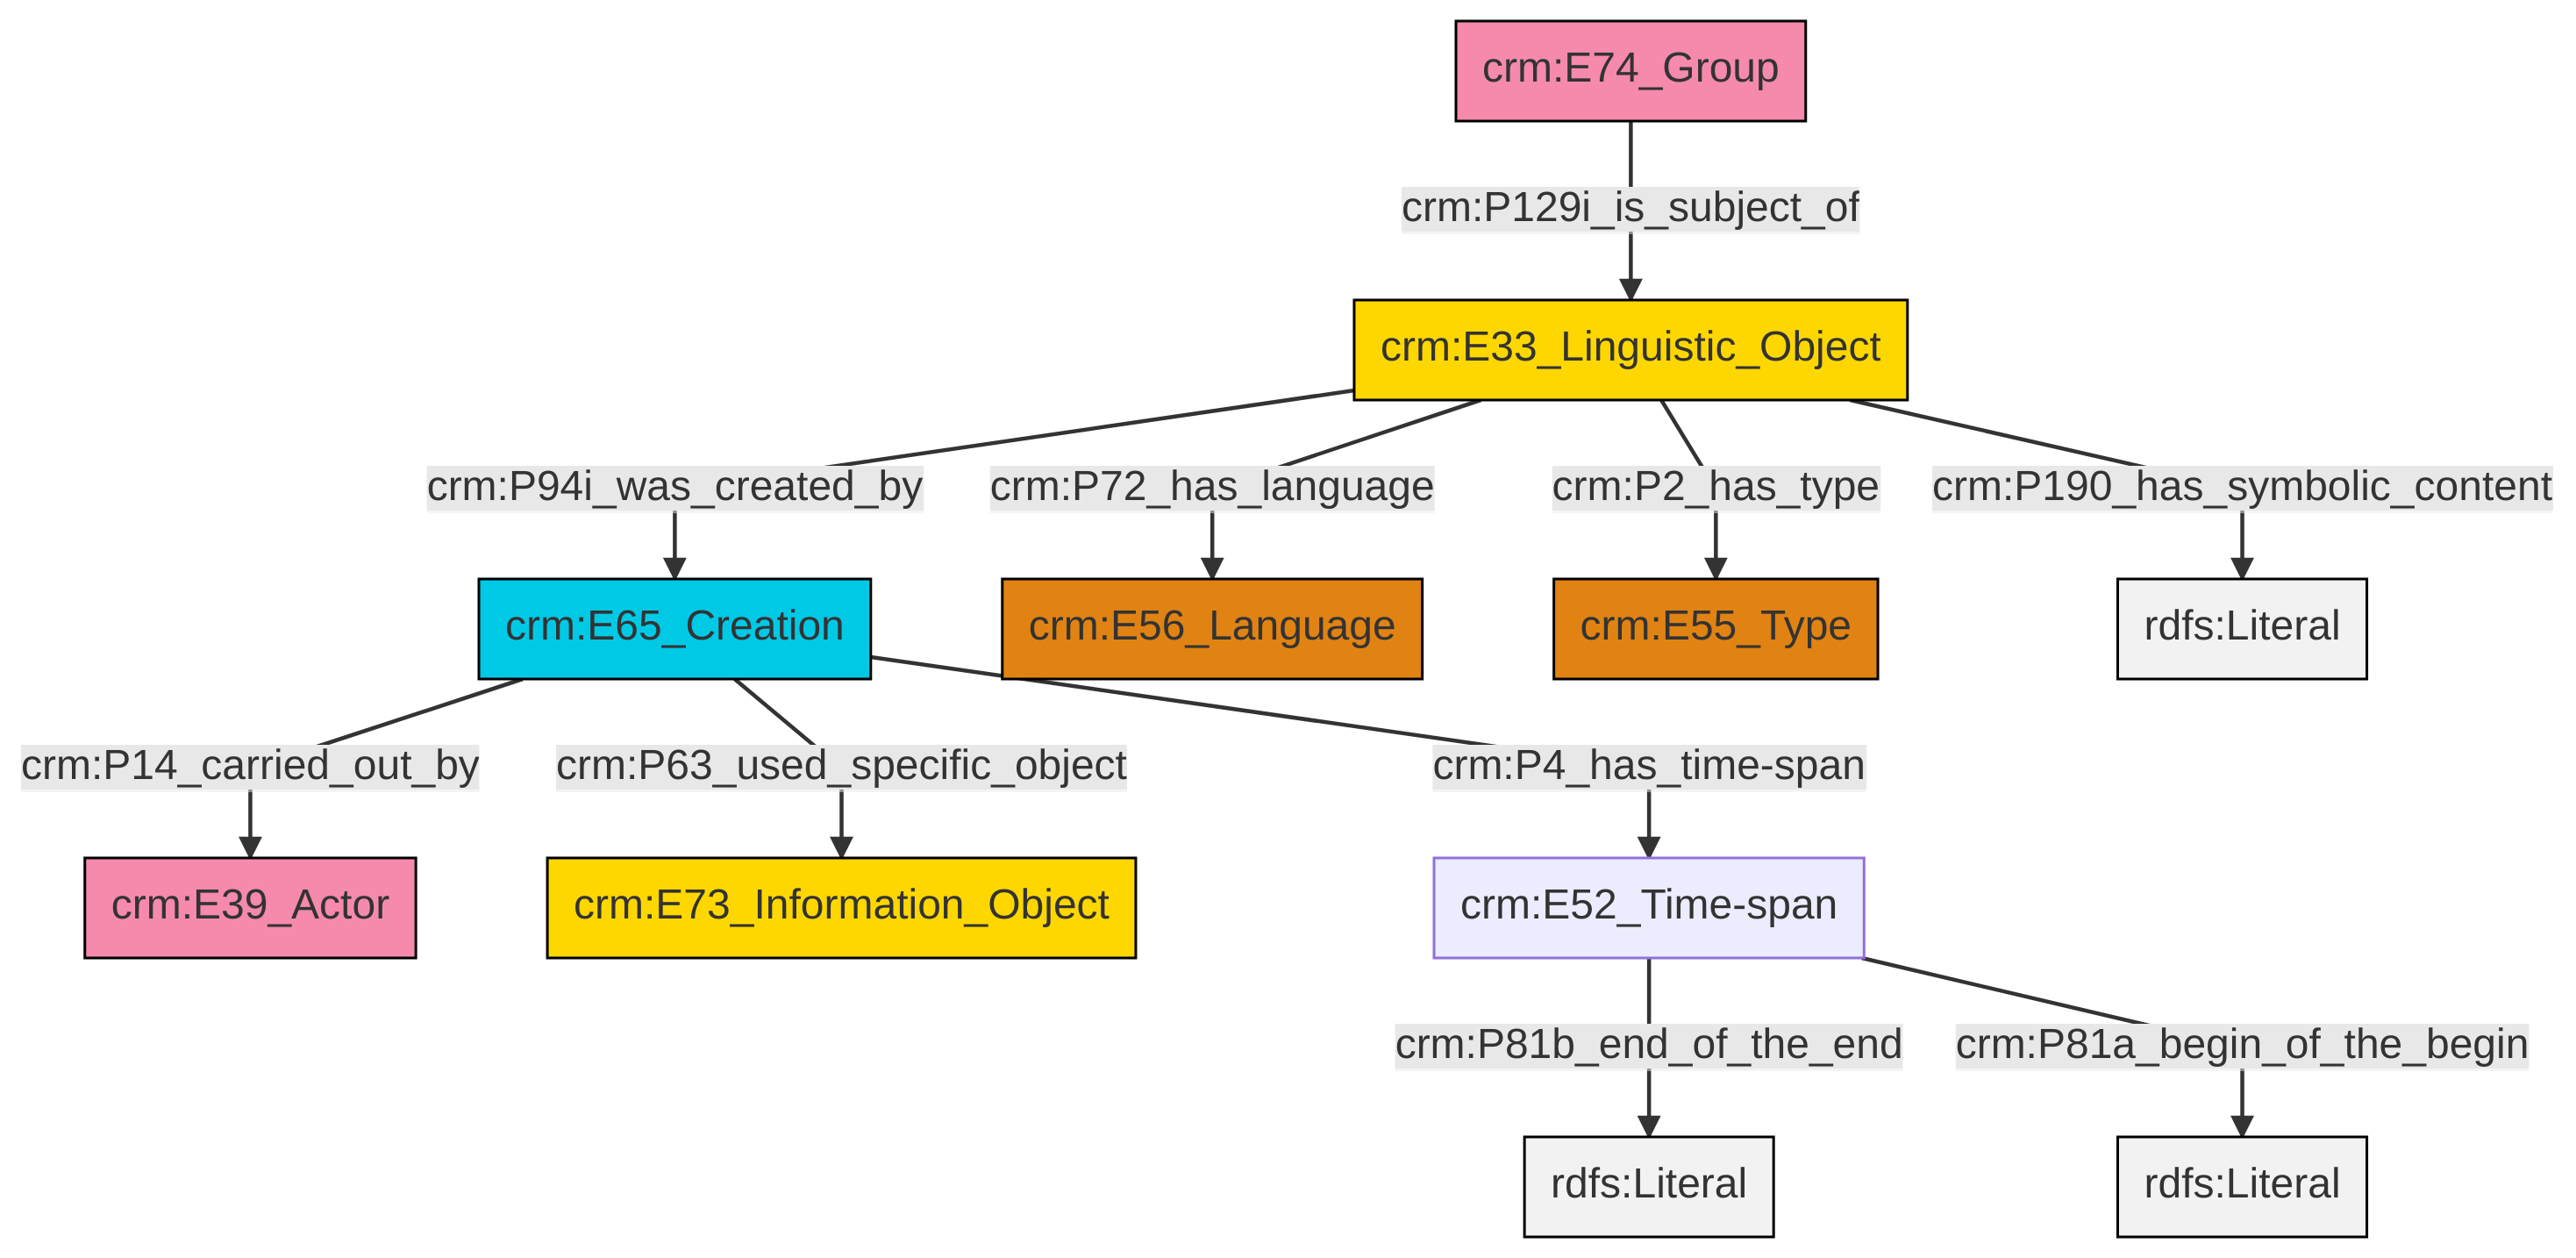 crm:E74_Group
crm:P129i_is_subject_of
crm:E33_Linguistic_Object
crm:P94i_was_created_by
crm:P72_has_language
crm:P2_has_type
crm:P190_has_symbolic_content
crm:E65_Creation
crm:E56_Language
crm:E55_Type
rdfs:Literal
crm:P14_carried_out_by
crm:P63_used_specific_object
crm:P4_has_time-span
crm:E39_Actor
crm:E73_Information_Object
crm:E52_Time-span
crm:P81b_end_of_the_end
crm:P81a_begin_of_the_begin
rdfs:Literal
rdfs:Literal